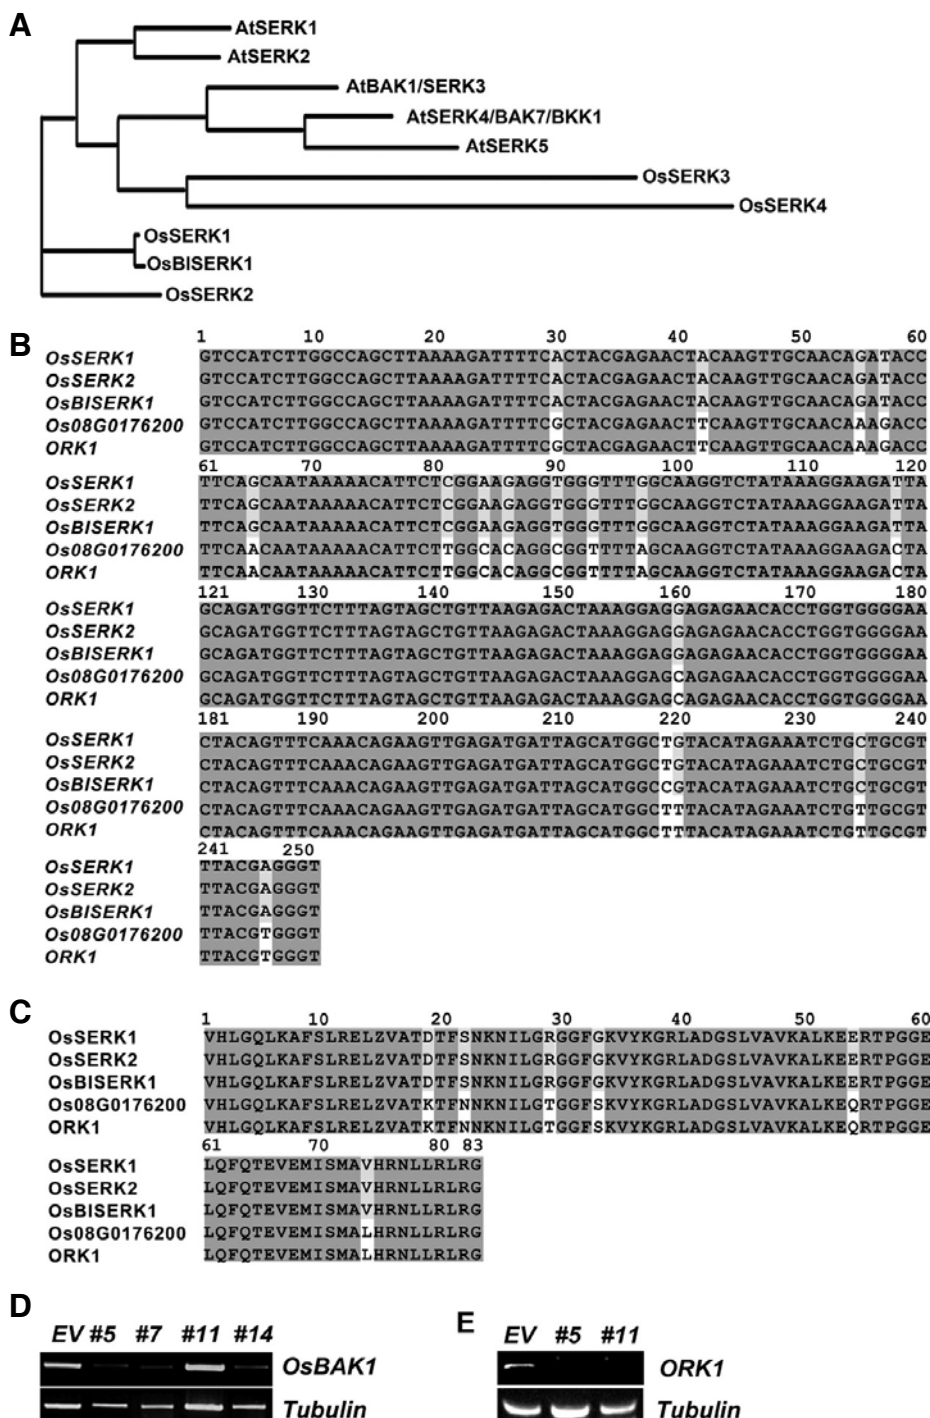 A
AtSERK1
AtSERK2
AtBAK1/SERK3
AtSERK4/BAK7/BKK1
AtSERK5
OsSERK3
OsSERK4
OsSERK1
OsBISERK1
OsSERK2
B
1 10 20 30 40 50 60
OsSERK1 GTCCATCTTGGCCAGCTTAAAAGATTTTCACTACGAGAACTACAAGTTGCAACAGATACC
OsSERK2 GTCCATCTTGGCCAGCTTAAAAGATTTTCACTACGAGAACTACAAGTTGCAACAGATACC
OsBISERK1 GTCCATCTTGGCCAGCTTAAAAGATTTTCACTACGAGAACTACAAGTTGCAACAGATACC
Os08G0176200 GTCCATCTTGGCCAGCTTAAAAGATTTTCGCTACGAGAACTTCAAGTTGCAACAAAGACC
ORK1 GTCCATCTTGGCCAGCTTAAAAGATTTTCGCTACGAGAACTTCAAGTTGCAACAAAGACC
61 70 80 90 100 110 120
OsSERK1 TTCAGCAATAAAAACATTCTCGGAAGAGGTGGGTTTGGCAAGGTCTATAAAGGAAGATTA
OsSERK2 TTCAGCAATAAAAACATTCTCGGAAGAGGTGGGTTTGGCAAGGTCTATAAAGGAAGATTA
OsBISERK1 TTCAGCAATAAAAACATTCTCGGAAGAGGTGGGTTTGGCAAGGTCTATAAAGGAAGATTA
Os08G0176200 TTCAACAATAAAAACATTCTTGGCACAGGCGGTTTTAGCAAGGTCTATAAAGGAAGACTA
ORK1 TTCAACAATAAAAACATTCTTGGCACAGGCGGTTTTAGCAAGGTCTATAAAGGAAGACTA
121 130 140 150 160 170 180
OsSERK1 GCAGATGGTTCTTTAGTAGCTGTTAAGAGACTAAAGGAGGAGAGAACACCTGGTGGGGAA
OsSERK2 GCAGATGGTTCTTTAGTAGCTGTTAAGAGACTAAAGGAGGAGAGAACACCTGGTGGGGAA
OsBISERK1 GCAGATGGTTCTTTAGTAGCTGTTAAGAGACTAAAGGAGGAGAGAACACCTGGTGGGGAA
Os08G0176200 GCAGATGGTTCTTTAGTAGCTGTTAAGAGACTAAAGGAGCAGAGAACACCTGGTGGGGAA
ORK1 GCAGATGGTTCTTTAGTAGCTGTTAAGAGACTAAAGGAGCAGAGAACACCTGGTGGGGAA
181 190 200 210 220 230 240
OsSERK1 CTACAGTTTCAAACAGAAGTTGAGATGATTAGCATGGCTGTACATAGAAATCTGCTGCGT
OsSERK2 CTACAGTTTCAAACAGAAGTTGAGATGATTAGCATGGCTGTACATAGAAATCTGCTGCGT
OsBISERK1 CTACAGTTTCAAACAGAAGTTGAGATGATTAGCATGGCCGTACATAGAAATCTGCTGCGT
Os08G0176200 CTACAGTTTCAAACAGAAGTTGAGATGATTAGCATGGCTTTACATAGAAATCTGTTGCGT
ORK1 CTACAGTTTCAAACAGAAGTTGAGATGATTAGCATGGCTTTACATAGAAATCTGTTGCGT
241 250
OsSERK1 TTACGAGGGT
OsSERK2 TTACGAGGGT
OsBISERK1 TTACGAGGGT
Os08G0176200 TTACGTGGGT
ORK1 TTACGTGGGT
C
1 10 20 30 40 50 60
OsSERK1 VHLGQLKAFSLRELZVATDTFSNKNILGRGGFGKVYKGRLADGSLVAVKALKEERTPGGE
OsSERK2 VHLGQLKAFSLRELZVATDTFSNKNILGRGGFGKVYKGRLADGSLVAVKALKEERTPGGE
OsBISERK1 VHLGQLKAFSLRELZVATDTFSNKNILGRGGFGKVYKGRLADGSLVAVKALKEERTPGGE
Os08G0176200 VHLGQLKAFSLRELZVATKTFNNKNILGTGGFSKVYKGRLADGSLVAVKALKEQRTPGGE
ORK1 VHLGQLKAFSLRELZVATKTFNNKNILGTGGFSKVYKGRLADGSLVAVKALKEQRTPGGE
61 70 80 83
OsSERK1 LQFQTEVEMISMAVHRNLLRLRG
OsSERK2 LQFQTEVEMISMAVHRNLLRLRG
OsBISERK1 LQFQTEVEMISMAVHRNLLRLRG
Os08G0176200 LQFQTEVEMISMALHRNLLRLRG
ORK1 LQFQTEVEMISMALHRNLLRLRG
D
EV #5 #7 #11 #14
OsBAK1
Tubulin
E
EV #5 #11
ORK1
Tubulin